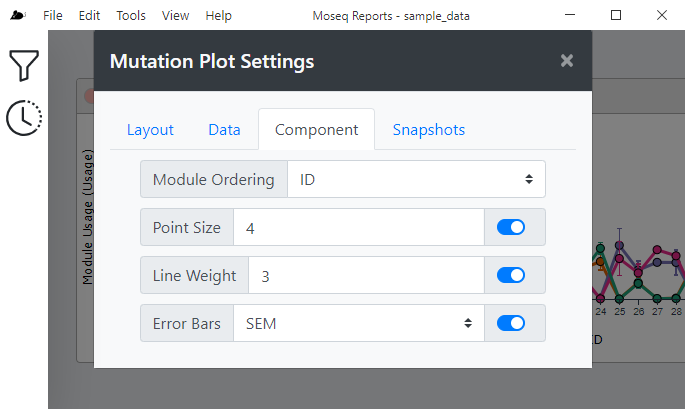 File Edit Tools View Help Moseq Reports - sample_data
Mutation Plot Settings
Layout Data Component Snapshots
Module Ordering ID
Point Size 4
Line Weight 3
Error Bars SEM
Module Usage (Usage)
24 25 26 27 28
ID